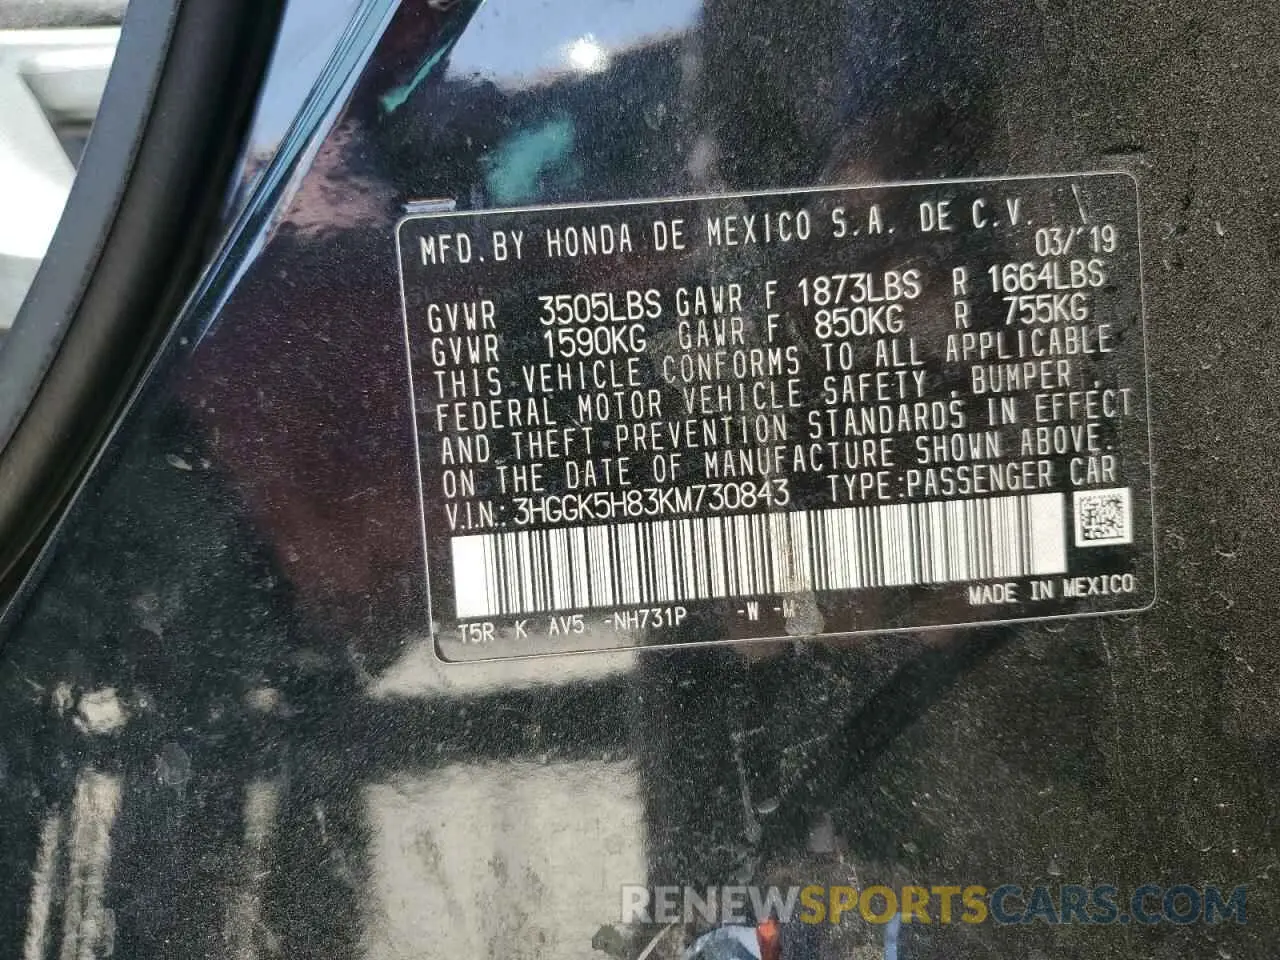 MFD.BY HONDA DE MEXICO S.A. DE C.V.
03/'19
GVWR 3505LBS GAWR F 1873LBS R 1664LBS
GVWR 1590KG GAWR F 850KG R 755KG
THIS VEHICLE CONFORMS TO ALL APPLICABLE
FEDERAL MOTOR VEHICLE SAFETY, BUMPER,
AND THEFT PREVENTION STANDARDS IN EFFECT
ON THE DATE OF MANUFACTURE SHOWN ABOVE.
V.I.N.: 3HGGK5H83KM730843 TYPE:PASSENGER CAR
MADE IN MEXICO
T5R K AV5 -NH731P -W -M
RENEWSPORTSCARS.COM